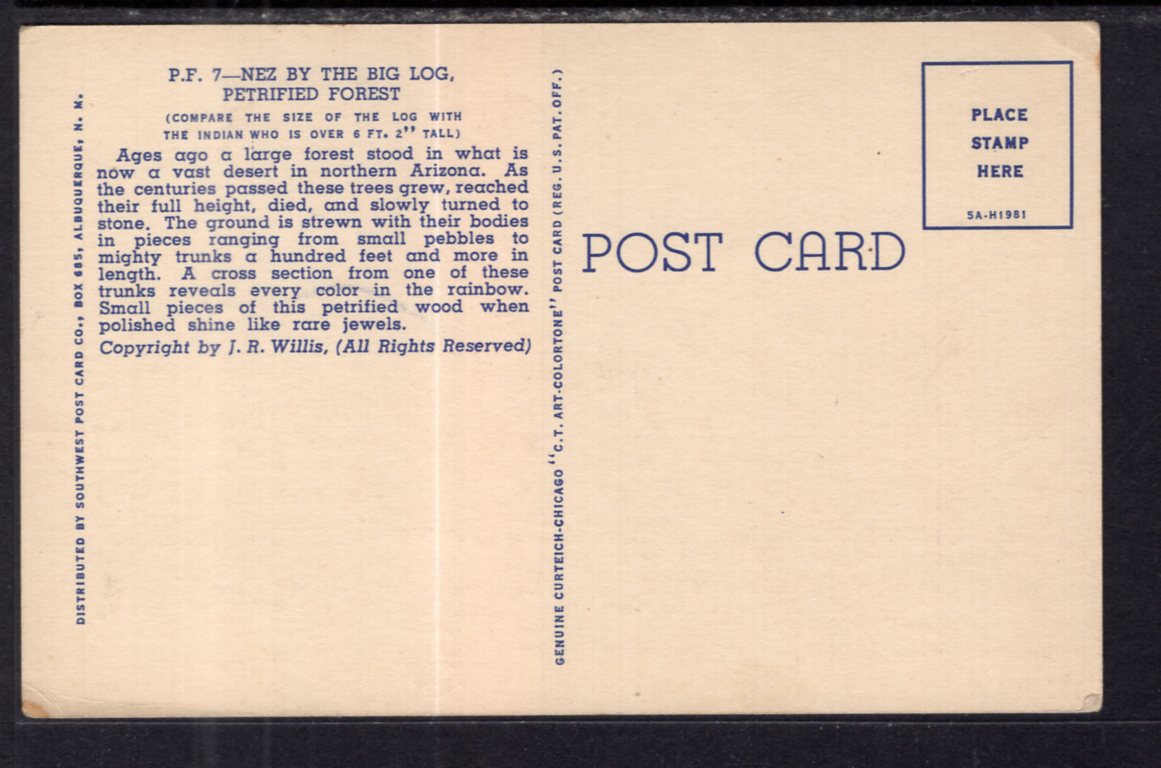 P.F. 7—NEZ BY THE BIG LOG,
PETRIFIED FOREST
(COMPARE THE SIZE OF THE LOG WITH
THE INDIAN WHO IS OVER 6 FT. 2" TALL)
Ages ago a large forest stood in what is
now a vast desert in northern Arizona. As
the centuries passed these trees grew, reached
their full height, died, and slowly turned to
stone. The ground is strewn with their bodies
in pieces ranging from small pebbles to
mighty trunks a hundred feet and more in
length. A cross section from one of these
trunks reveals every color in the rainbow.
Small pieces of this petrified wood when
polished shine like rare jewels.
Copyright by J. R. Willis, (All Rights Reserved)
DISTRIBUTED BY SOUTHWEST POST CARD CO., BOX 685, ALBUQUERQUE, N. M.
GENUINE CURTEICH-CHICAGO "C.T. ART-COLORTONE" POST CARD (REG. U.S. PAT. OFF.)
POST CARD
PLACE
STAMP
HERE
5A-H1981